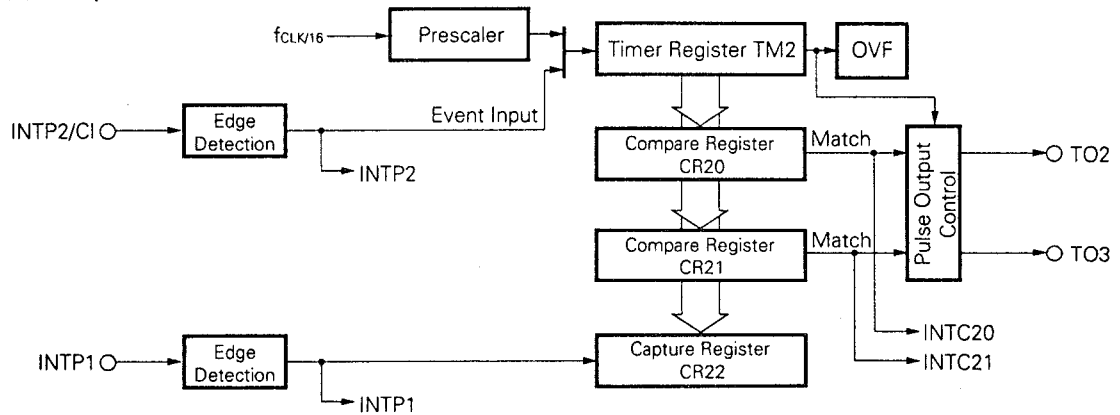 fCLK/16
Prescaler
Timer Register TM2
OVF
INTP2/CI
Edge
Detection
Event Input
INTP2
Compare Register
CR20
Match
Pulse Output
Control
TO2
Compare Register
CR21
Match
TO3
INTC20
INTC21
INTP1
Edge
Detection
Capture Register
CR22
INTP1